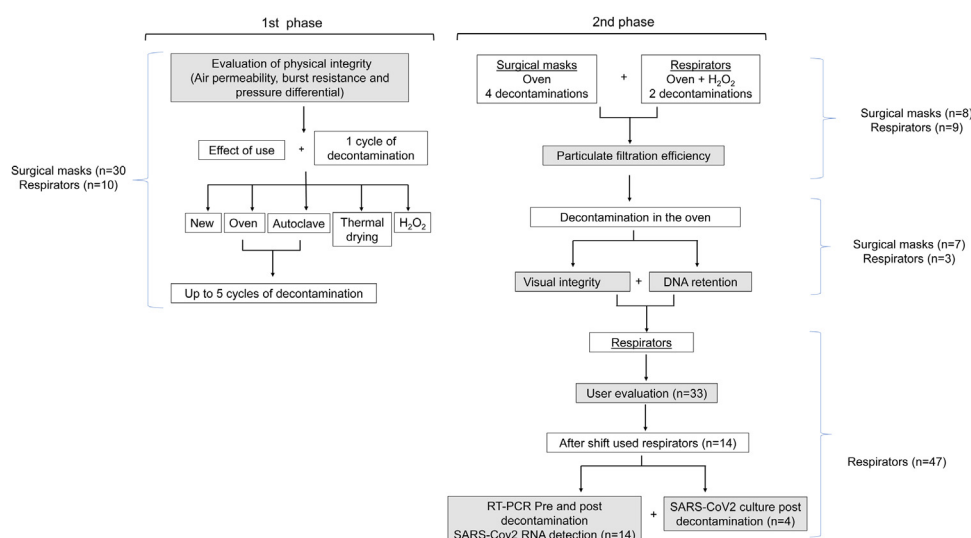 1st phase
Evaluation of physical integrity
(Air permeability, burst resistance and
pressure differential)
Effect of use
+
1 cycle of
decontamination
Surgical masks (n=30
Respirators (n=10)
New
Oven
Autoclave
Thermal
drying
H₂O₂
Up to 5 cycles of decontamination
2nd phase
Surgical masks
Oven
4 decontaminations
+
Respirators
Oven + H₂O₂
2 decontaminations
Surgical masks (n=8)
Respirators (n=9)
Particulate filtration efficiency
Decontamination in the oven
Surgical masks (n=7)
Respirators (n=3)
Visual integrity
+
DNA retention
Respirators
User evaluation (n=33)
After shift used respirators (n=14)
Respirators (n=47)
RT-PCR Pre and post
decontamination
SARS-Cov2 RNA detection (n=14)
+
SARS-CoV2 culture post
decontamination (n=4)